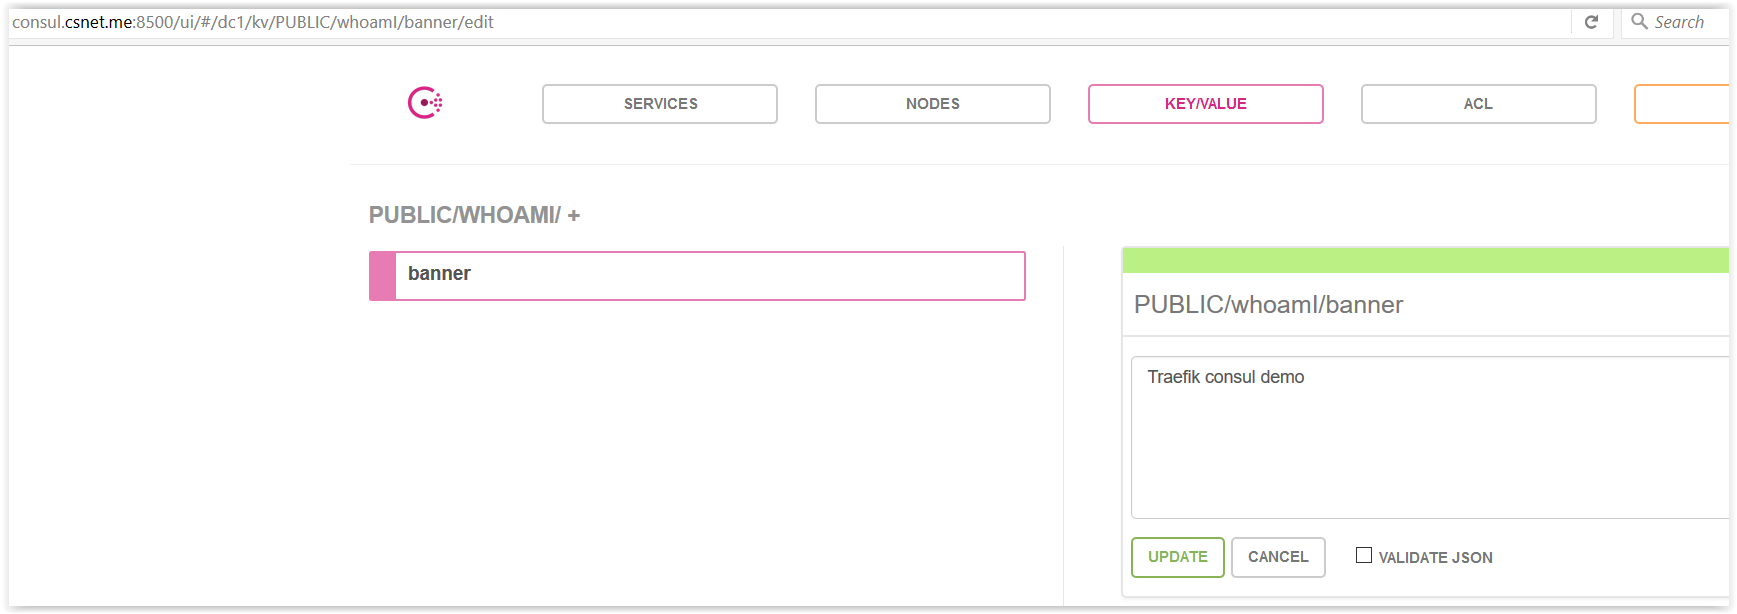 consul.csnet.me:8500/ui/#/dc1/kv/PUBLIC/whoamI/banner/edit
Search
SERVICES
NODES
KEY/VALUE
ACL
PUBLIC/WHOAMI/ +
banner
PUBLIC/whoamI/banner
Traefik consul demo
UPDATE
CANCEL
VALIDATE JSON